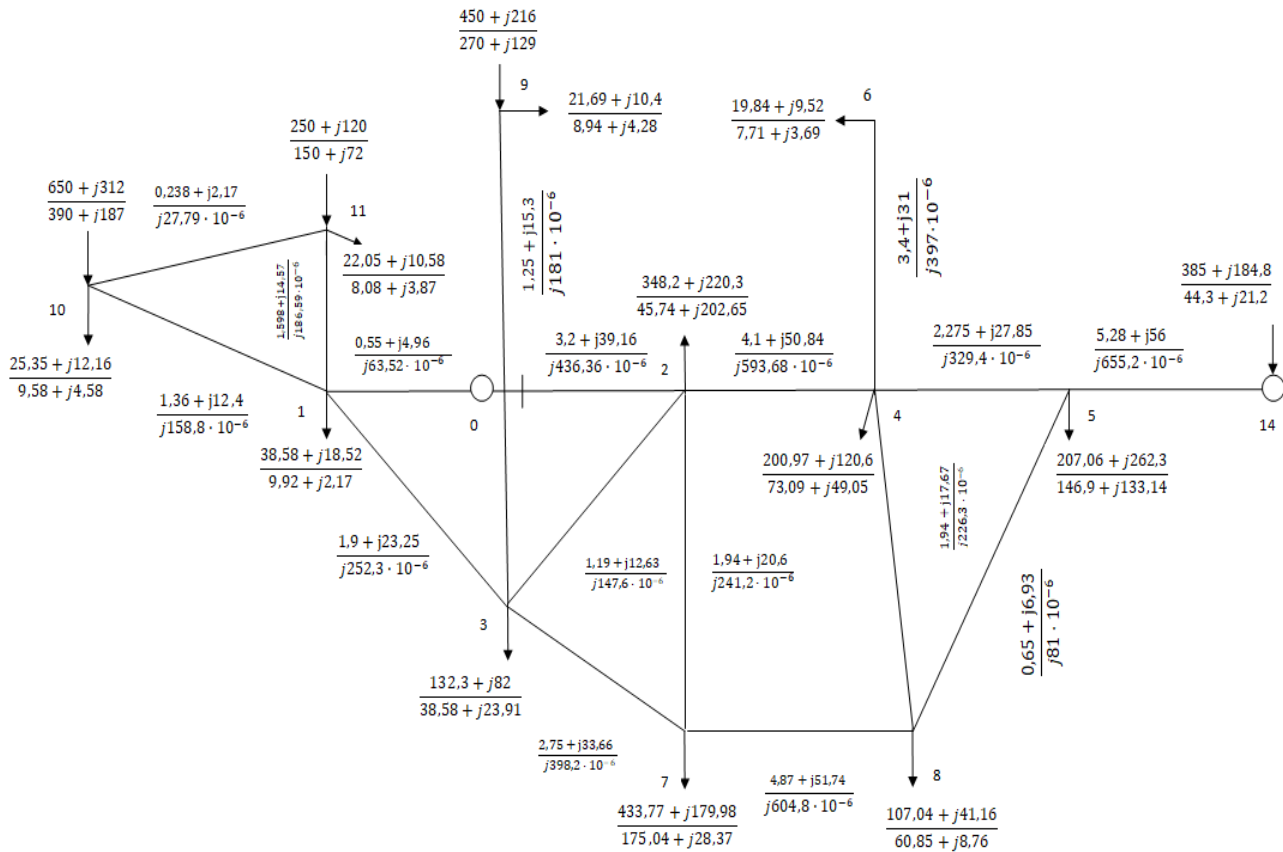 450 + j216
270 + j129
9
21,69 + j10,4
8,94 + j4,28
19,84 + j9,52
7,71 + j3,69
6
250 + j120
150 + j72
650 + j312
390 + j187
0,238 + j2,17
j27,79 · 10⁻⁶
11
22,05 + j10,58
8,08 + j3,87
1,25 + j15,3
j181 · 10⁻⁶
3,4+j31
j397·10⁻⁶
348,2 + j220,3
45,74 + j202,65
385 + j184,8
44,3 + j21,2
10
1,598 + j14,57
j186,59·10⁻⁶
0,55 + j4,96
j63,52 · 10⁻⁶
3,2 + j39,16
j436,36 · 10⁻⁶
2
4,1 + j50,84
j593,68 · 10⁻⁶
2,275 + j27,85
j329,4 · 10⁻⁶
5,28 + j56
j655,2 · 10⁻⁶
25,35 + j12,16
9,58 + j4,58
1,36 + j12,4
j158,8 · 10⁻⁶
1
0
4
5
14
38,58 + j18,52
9,92 + j2,17
200,97 + j120,6
73,09 + j49,05
1,94 + j17,67
j226,3 · 10⁻⁶
207,06 + j262,3
146,9 + j133,14
1,9 + j23,25
j252,3 · 10⁻⁶
1,19 + j12,63
j147,6 · 10⁻⁶
1,94 + j20,6
j241,2 · 10⁻⁶
0,65 + j6,93
j81 · 10⁻⁶
3
132,3 + j82
38,58 + j23,91
2,75 + j33,66
j398,2 · 10⁻⁶
7
4,87 + j51,74
j604,8 · 10⁻⁶
8
433,77 + j179,98
175,04 + j28,37
107,04 + j41,16
60,85 + j8,76